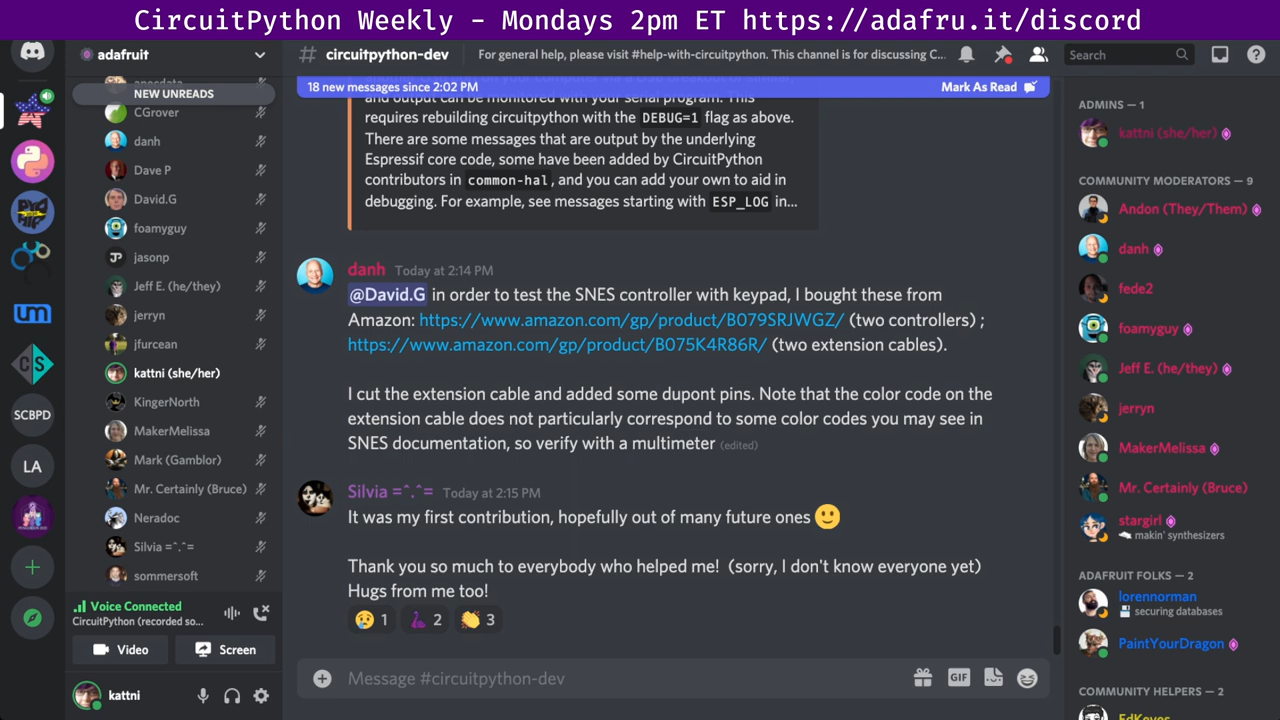 CircuitPython Weekly - Mondays 2pm ET https://adafru.it/discord
adafruit
NEW UNREADS
CGrover
danh
Dave P
David.G
foamyguy
jasonp
Jeff E. (he/they)
jerryn
jfurcean
kattni (she/her)
KingerNorth
MakerMelissa
Mark (Gamblor)
Mr. Certainly (Bruce)
Neradoc
Silvia =^.^=
sommersoft
SCBPD
LA
Voice Connected
CircuitPython (recorded so...
Video
Screen
kattni
# circuitpython-dev
For general help, please visit #help-with-circuitpython. This channel is for discussing C...
Search
18 new messages since 2:02 PM
Mark As Read
and output can be monitored with your serial program. This
requires rebuilding circuitpython with the DEBUG=1 flag as above.
There are some messages that are output by the underlying
Espressif core code, some have been added by CircuitPython
contributors in common-hal, and you can add your own to aid in
debugging. For example, see messages starting with ESP_LOG in...
danh Today at 2:14 PM
@David.G in order to test the SNES controller with keypad, I bought these from
Amazon: https://www.amazon.com/gp/product/B079SRJWGZ/ (two controllers) ;
https://www.amazon.com/gp/product/B075K4R86R/ (two extension cables).
I cut the extension cable and added some dupont pins. Note that the color code on the
extension cable does not particularly correspond to some color codes you may see in
SNES documentation, so verify with a multimeter (edited)
Silvia =^.^= Today at 2:15 PM
It was my first contribution, hopefully out of many future ones 🙂
Thank you so much to everybody who helped me! (sorry, I don't know everyone yet)
Hugs from me too!
1 2 3
Message #circuitpython-dev
GIF
ADMINS — 1
kattni (she/her)
COMMUNITY MODERATORS — 9
Andon (They/Them)
danh
fede2
foamyguy
Jeff E. (he/they)
jerryn
MakerMelissa
Mr. Certainly (Bruce)
stargirl
makin' synthesizers
ADAFRUIT FOLKS — 2
lorennorman
securing databases
PaintYourDragon
COMMUNITY HELPERS — 2
EdKeyes